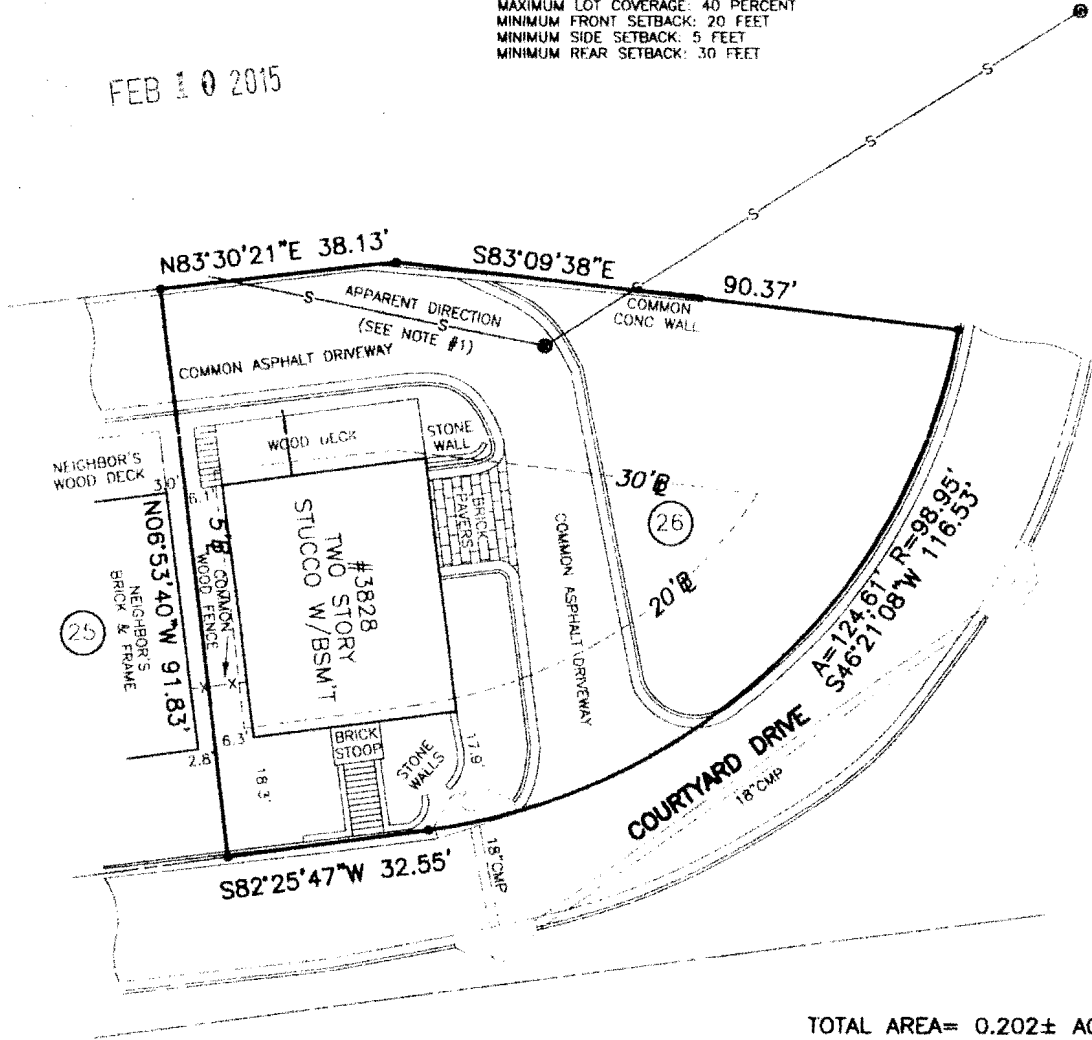 MAXIMUM LOT COVERAGE: 40 PERCENT
MINIMUM FRONT SETBACK: 20 FEET
MINIMUM SIDE SETBACK: 5 FEET
MINIMUM REAR SETBACK: 30 FEET
FEB 10 2015
S
S
S
N83°30'21"E 38.13'
S83°09'38"E
90.37'
S
S
S
APPARENT DIRECTION
(SEE NOTE #1)
COMMON
CONC WALL
COMMON ASPHALT DRIVEWAY
NEIGHBOR'S
WOOD DECK
WOOD DECK
STONE
WALL
3.0'
6.1'
BRICK
PAVERS
30'
26
20'
5'
COMMON
WOOD FENCE
N06°53'40"W 91.83'
NEIGHBOR'S
BRICK & FRAME
25
#3828
TWO STORY
STUCCO W/BSM'T
COMMON ASPHALT DRIVEWAY
A=124.61' R=98.95'
S46°21'08"W 116.53'
X
X
2.8'
6.3'
18.3'
BRICK
STOOP
STONE
WALLS
17.9'
COURTYARD DRIVE
18"CMP
18"CMP
S82°25'47"W 32.55'
TOTAL AREA= 0.202±